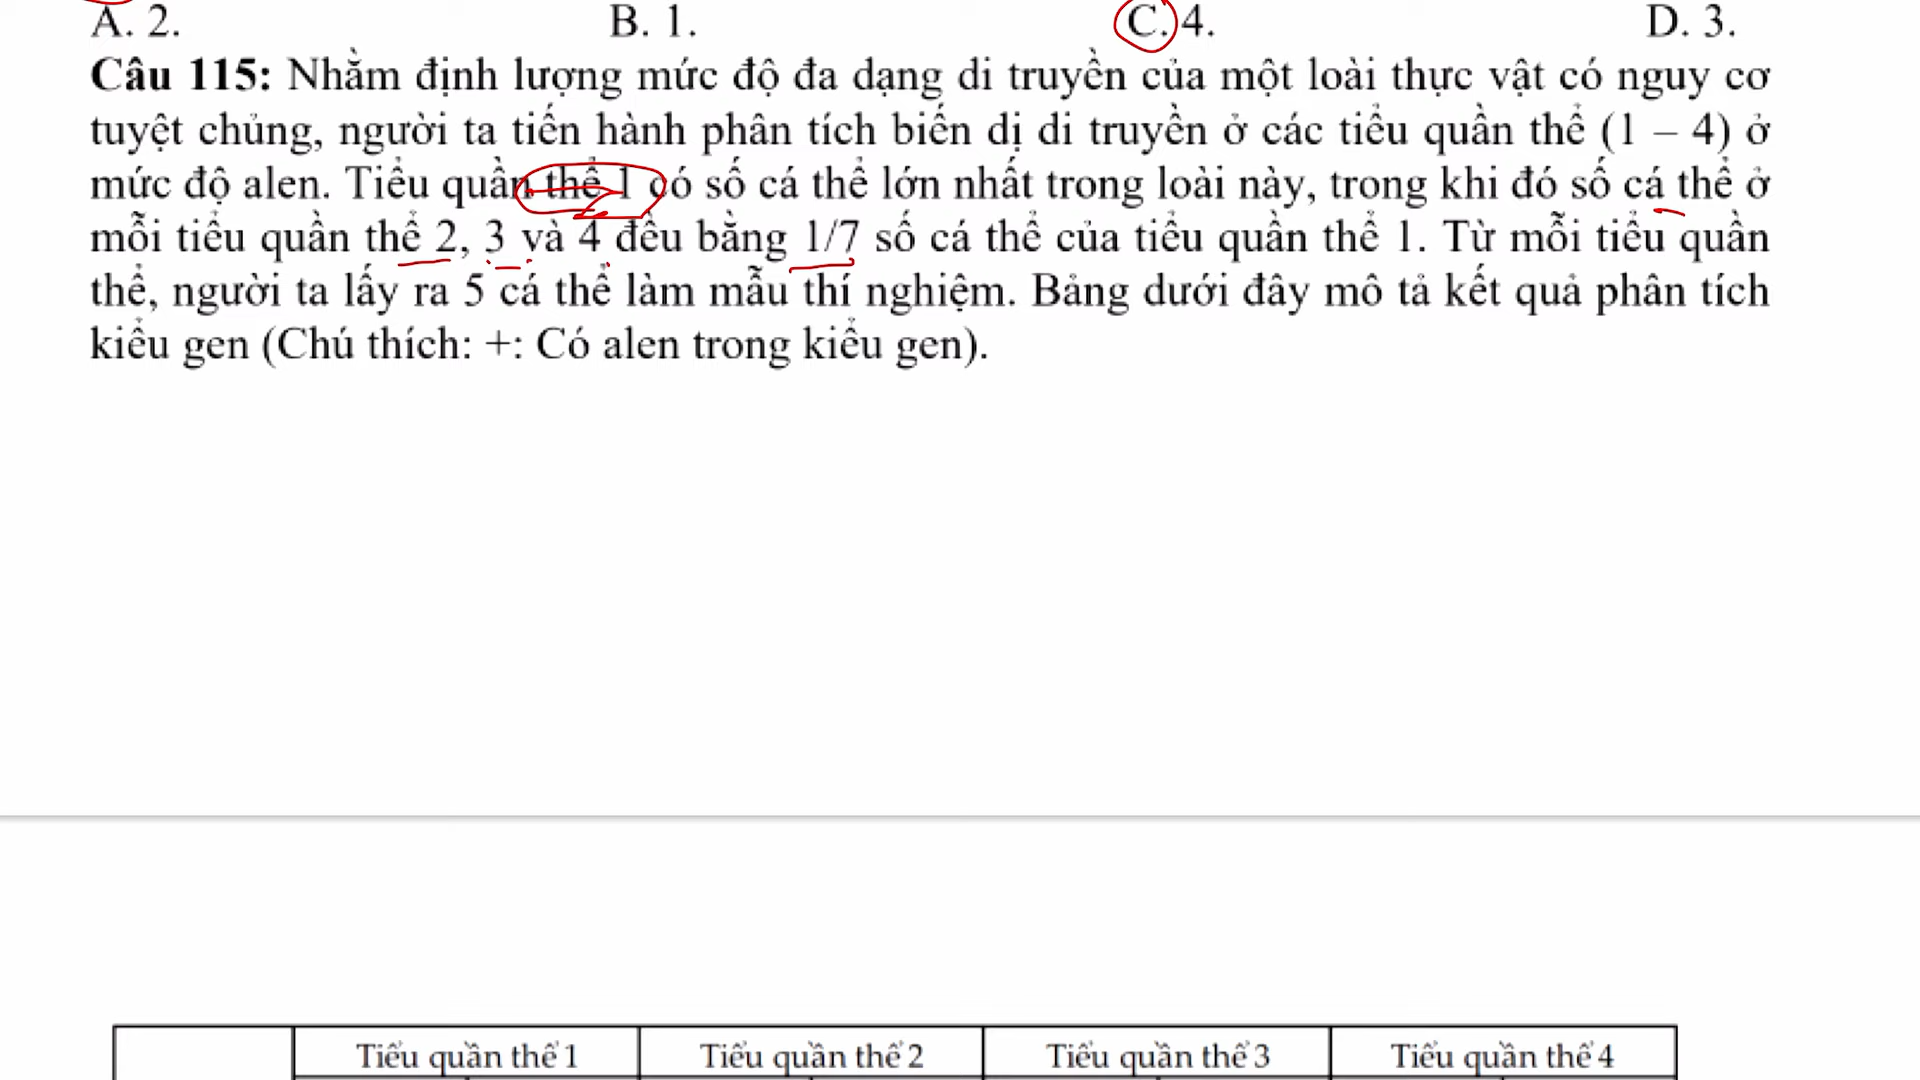 A. 2. B. 1. C. 4. D. 3.
Câu 115: Nhằm định lượng mức độ đa dạng di truyền của một loài thực vật có nguy cơ
tuyệt chủng, người ta tiến hành phân tích biến dị di truyền ở các tiểu quần thể (1 – 4) ở
mức độ alen. Tiểu quần thể 1 có số cá thể lớn nhất trong loài này, trong khi đó số cá thể ở
mỗi tiểu quần thể 2, 3 và 4 đều bằng 1/7 số cá thể của tiểu quần thể 1. Từ mỗi tiểu quần
thể, người ta lấy ra 5 cá thể làm mẫu thí nghiệm. Bảng dưới đây mô tả kết quả phân tích
kiểu gen (Chú thích: +: Có alen trong kiểu gen).
Tiểu quần thể 1 Tiểu quần thể 2 Tiểu quần thể 3 Tiểu quần thể 4